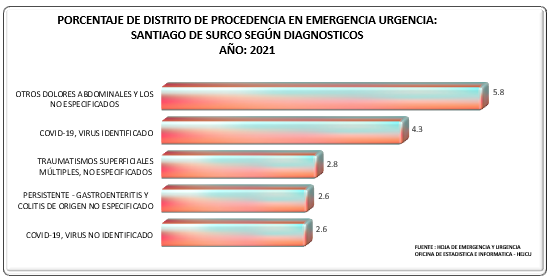 PORCENTAJE DE DISTRITO DE PROCEDENCIA EN EMERGENCIA URGENCIA:
SANTIAGO DE SURCO SEGÚN DIAGNOSTICOS
AÑO: 2021
OTROS DOLORES ABDOMINALES Y LOS
NO ESPECIFICADOS
5.8
COVID-19, VIRUS IDENTIFICADO
4.3
TRAUMATISMOS SUPERFICIALES
MÚLTIPLES, NO ESPECIFICADOS
2.8
PERSISTENTE - GASTROENTERITIS Y
COLITIS DE ORIGEN NO ESPECIFICADO
2.6
COVID-19, VIRUS NO IDENTIFICADO
2.6
FUENTE : HOJA DE EMERGENCIA Y URGENCIA
OFICINA DE ESTADISTICA E INFORMATICA - HEJCU